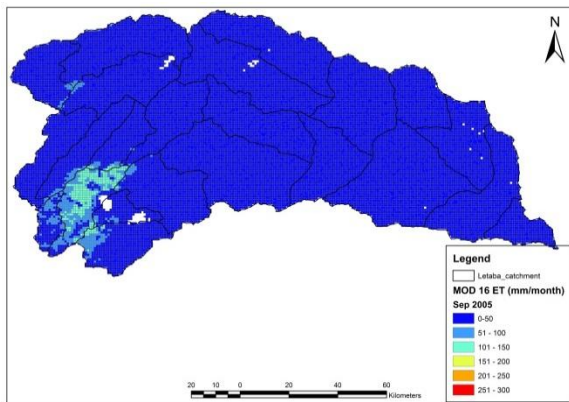 N
Legend
Letaba_catchment
MOD 16 ET (mm/month)
Sep 2005
0-50
51 - 100
101 - 150
151 - 200
201 - 250
251 - 300
20 10 0 20 40 60
Kilometers